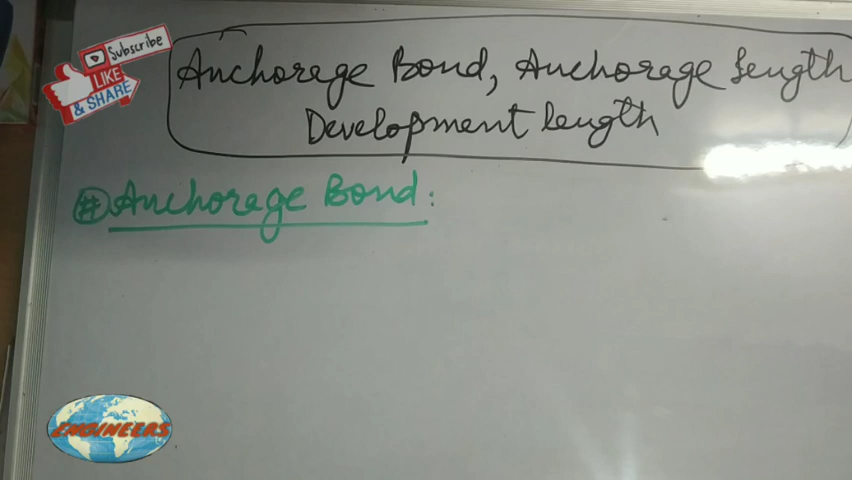 Subscribe
LIKE
& SHARE
Anchorage Bond, Anchorage length
Development length
# Anchorage Bond:
ENGINEERS